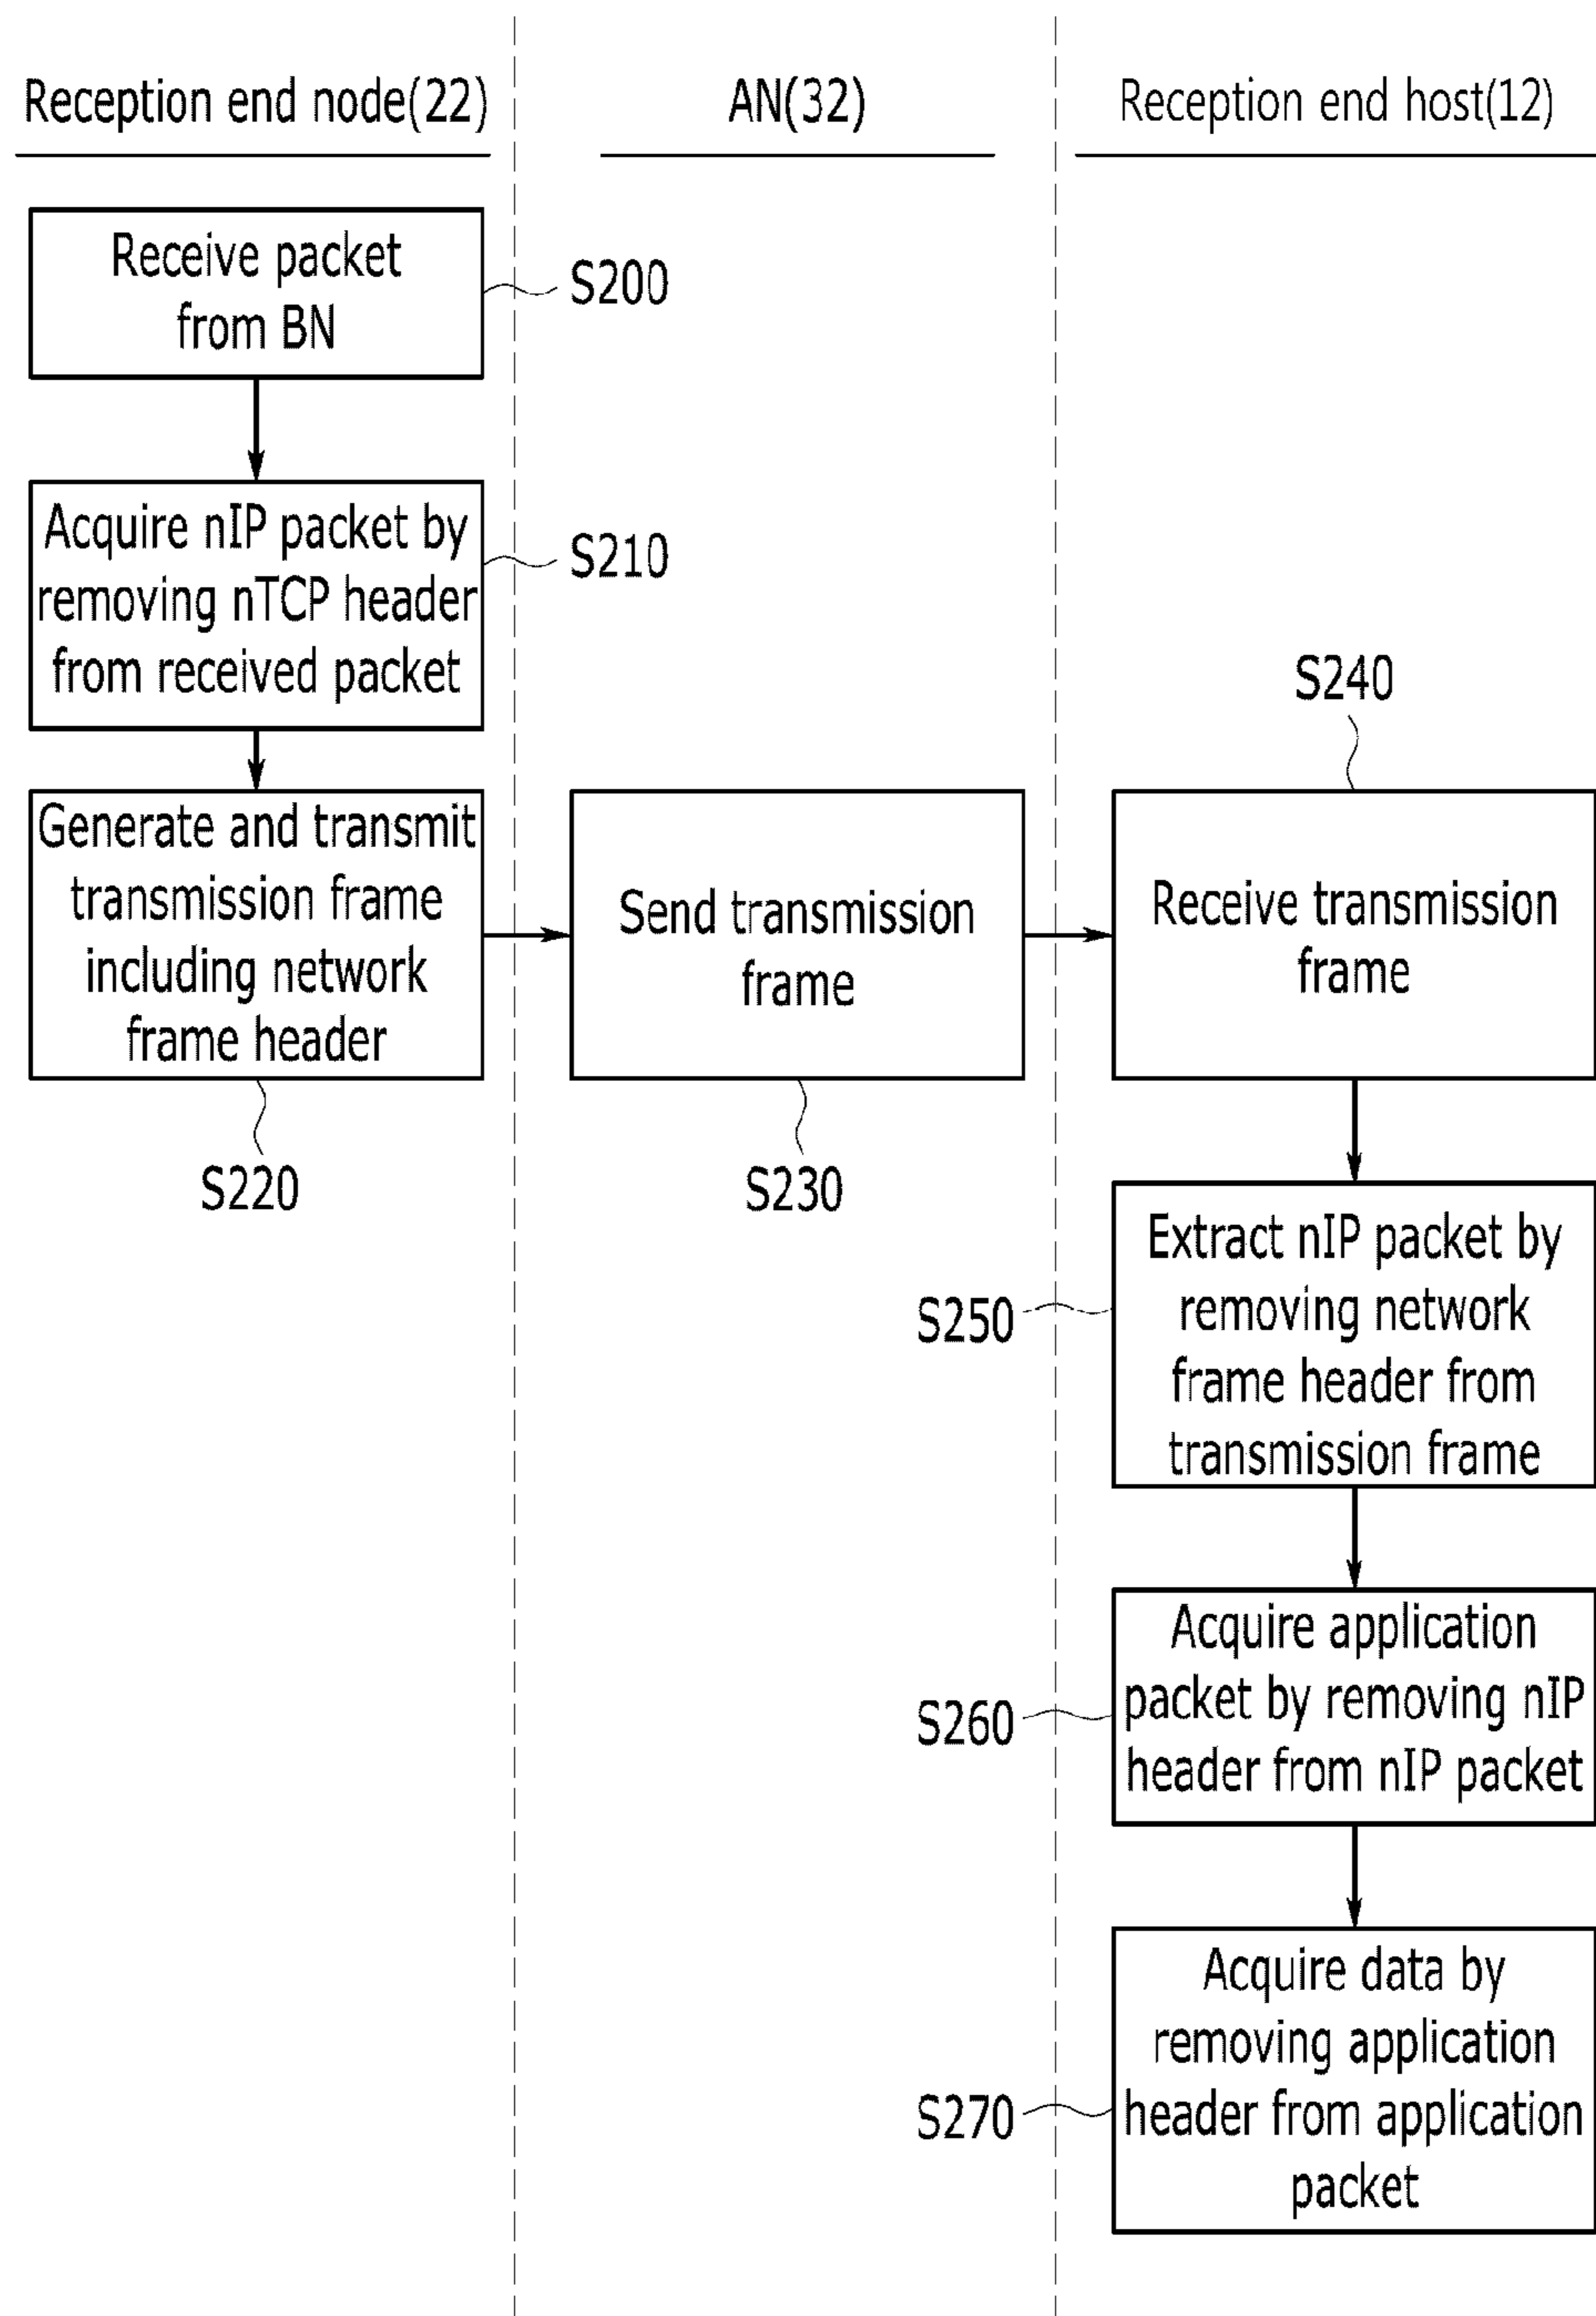 Reception end node(22)
AN(32)
Reception end host(12)
Receive packet
from BN
S200
Acquire nIP packet by
removing nTCP header
from received packet
S210
Generate and transmit
transmission frame
including network
frame header
S220
Send transmission
frame
S230
S240
Receive transmission
frame
Extract nIP packet by
removing network
frame header from
transmission frame
S250
Acquire application
packet by removing nIP
header from nIP packet
S260
Acquire data by
removing application
header from application
packet
S270